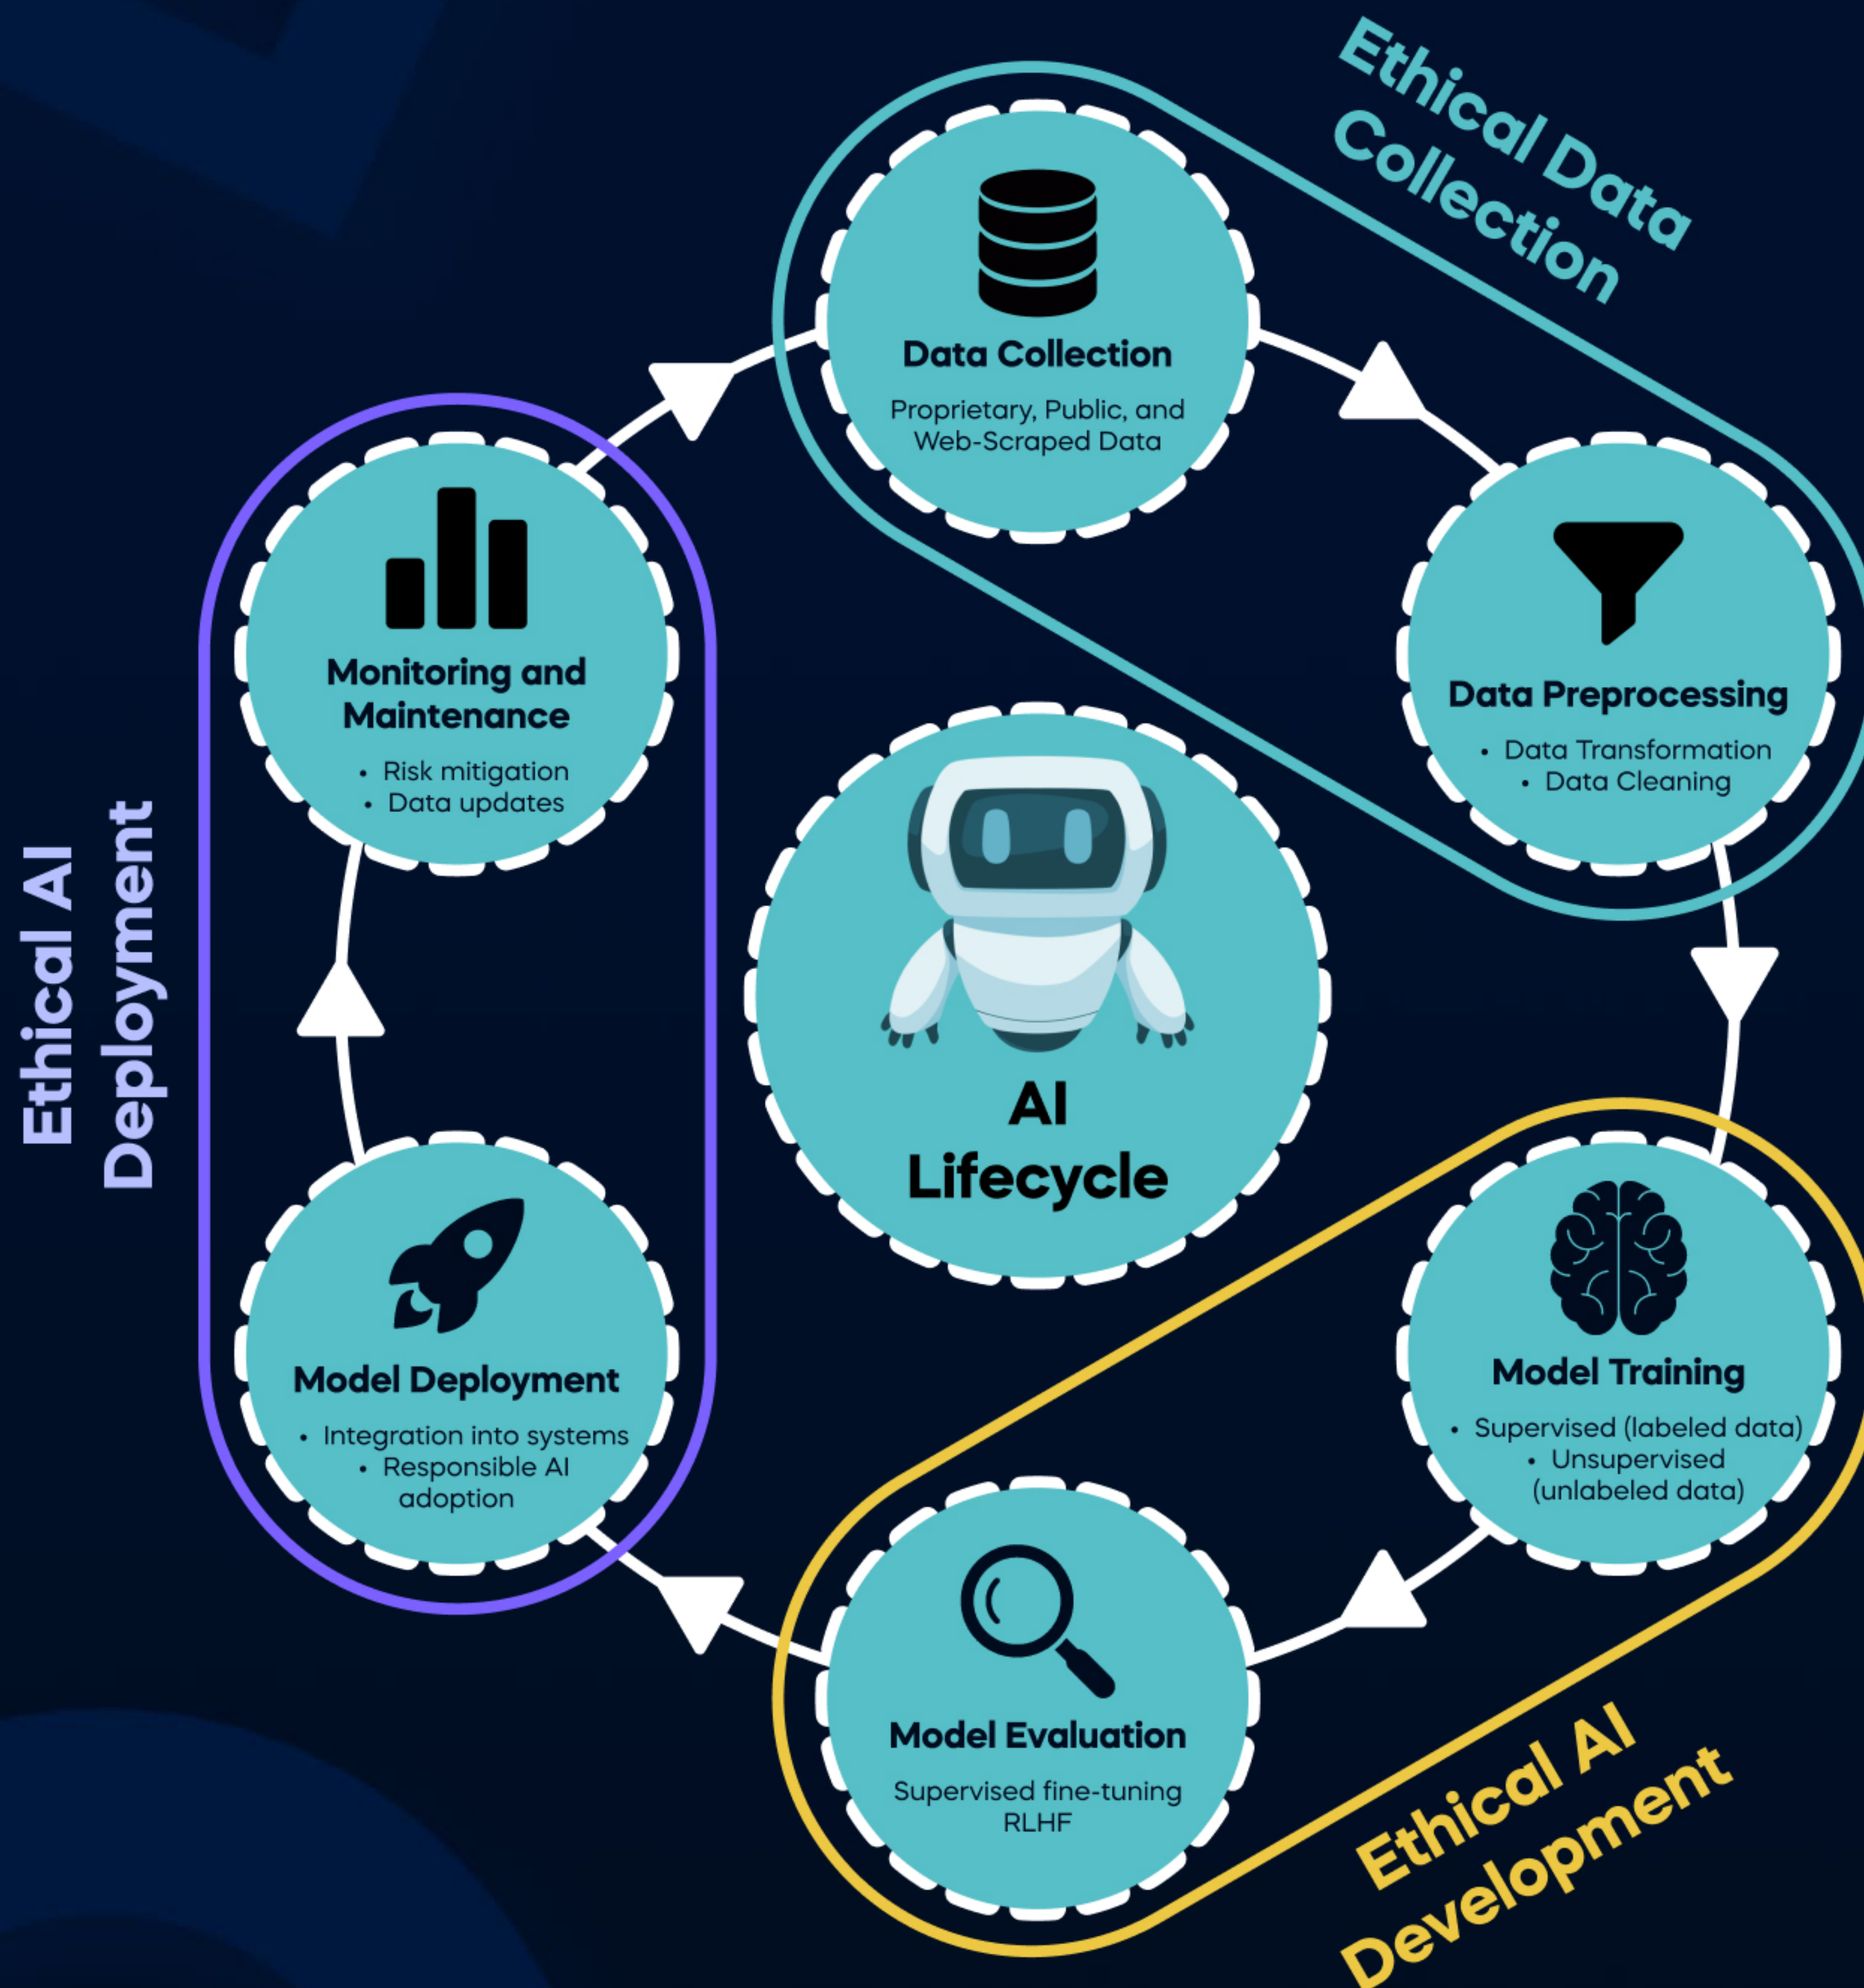 Ethical Data
Collection
Data Collection
Proprietary, Public, and
Web-Scraped Data
Data Preprocessing
• Data Transformation
• Data Cleaning
Model Training
• Supervised (labeled data)
• Unsupervised
(unlabeled data)
Ethical AI
Development
Model Evaluation
Supervised fine-tuning
RLHF
Model Deployment
• Integration into systems
• Responsible AI
adoption
Ethical AI
Deployment
Monitoring and
Maintenance
• Risk mitigation
• Data updates
AI
Lifecycle